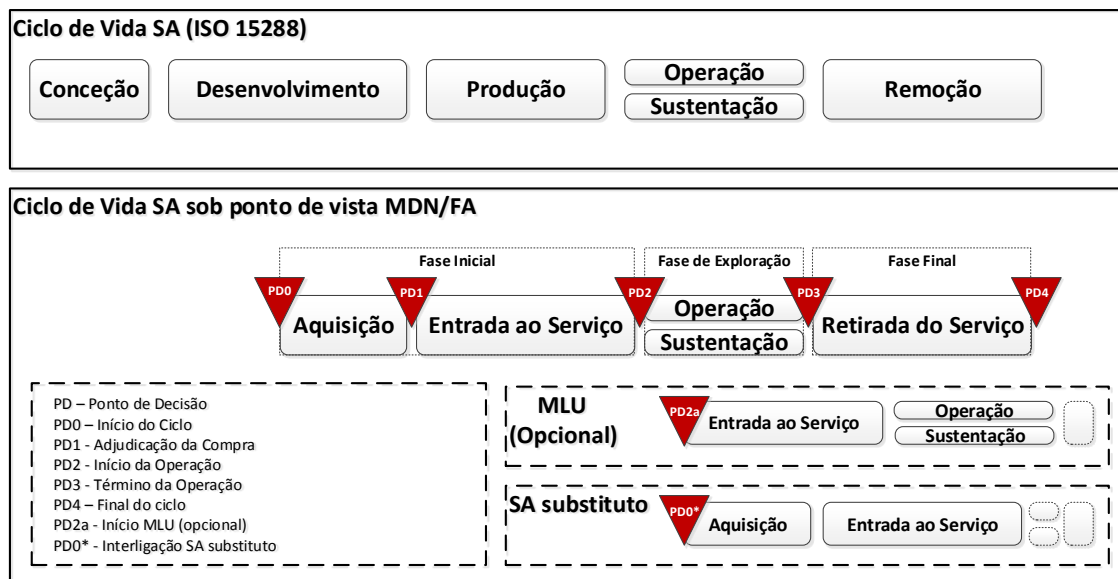 Ciclo de Vida SA (ISO 15288)
Conceção
Desenvolvimento
Produção
Operação
Sustentação
Remoção
Ciclo de Vida SA sob ponto de vista MDN/FA
Fase Inicial
Fase de Exploração
Fase Final
PD0
PD1
PD2
PD3
PD4
Aquisição
Entrada ao Serviço
Operação
Sustentação
Retirada do Serviço
PD – Ponto de Decisão
PD0 – Início do Ciclo
PD1 - Adjudicação da Compra
PD2 - Início da Operação
PD3 - Término da Operação
PD4 – Final do ciclo
PD2a - Início MLU (opcional)
PD0* - Interligação SA substituto
MLU
(Opcional)
PD2a
Entrada ao Serviço
Operação
Sustentação
SA substituto
PD0*
Aquisição
Entrada ao Serviço